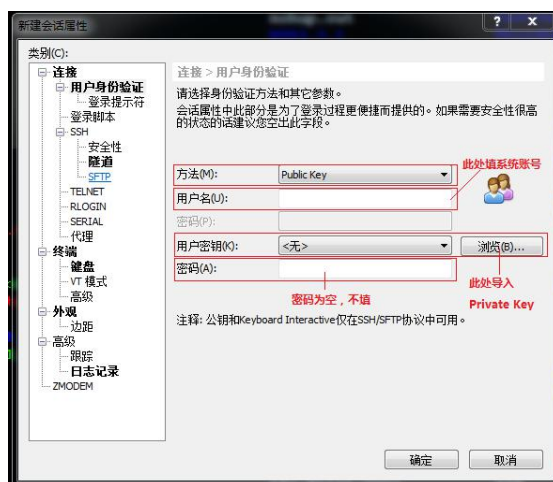 新建会话属性
类别(C):
连接
用户身份验证
登录提示符
登录脚本
SSH
安全性
隧道
SFTP
TELNET
RLOGIN
SERIAL
代理
终端
键盘
VT 模式
高级
外观
边距
高级
跟踪
日志记录
ZMODEM
连接 > 用户身份验证
请选择身份验证方法和其它参数。
会话属性中此部分是为了登录过程更便捷而提供的。如果需要安全性很高
的状态的话建议您空出此字段。
此处填系统账号
方法(M):
Public Key
用户名(U):
密码(P):
用户密钥(K):
<无>
浏览(B)...
密码(A):
密码为空，不填
此处导入
Private Key
注释: 公钥和Keyboard Interactive仅在SSH/SFTP协议中可用。
确定
取消